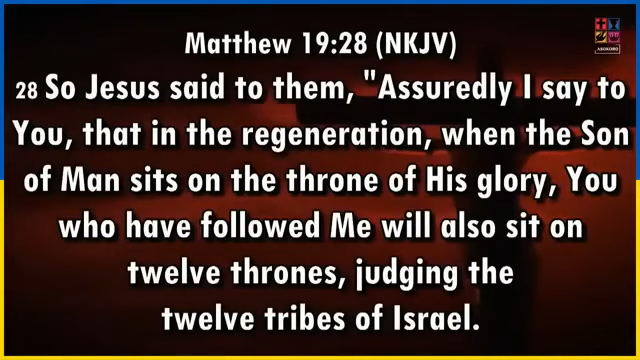 Matthew 19:28 (NKJV)
ASOKORO
28 So Jesus said to them, "Assuredly I say to
You, that in the regeneration, when the Son
of Man sits on the throne of His glory, You
who have followed Me will also sit on
twelve thrones, judging the
twelve tribes of Israel.